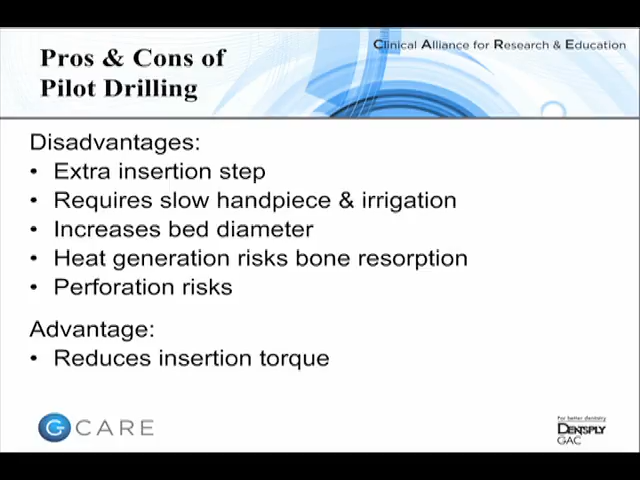 Clinical Alliance for Research & Education
Pros & Cons of
Pilot Drilling
Disadvantages:
• Extra insertion step
• Requires slow handpiece & irrigation
• Increases bed diameter
• Heat generation risks bone resorption
• Perforation risks
Advantage:
• Reduces insertion torque
G CARE
For better dentistry
DENTSPLY
GAC